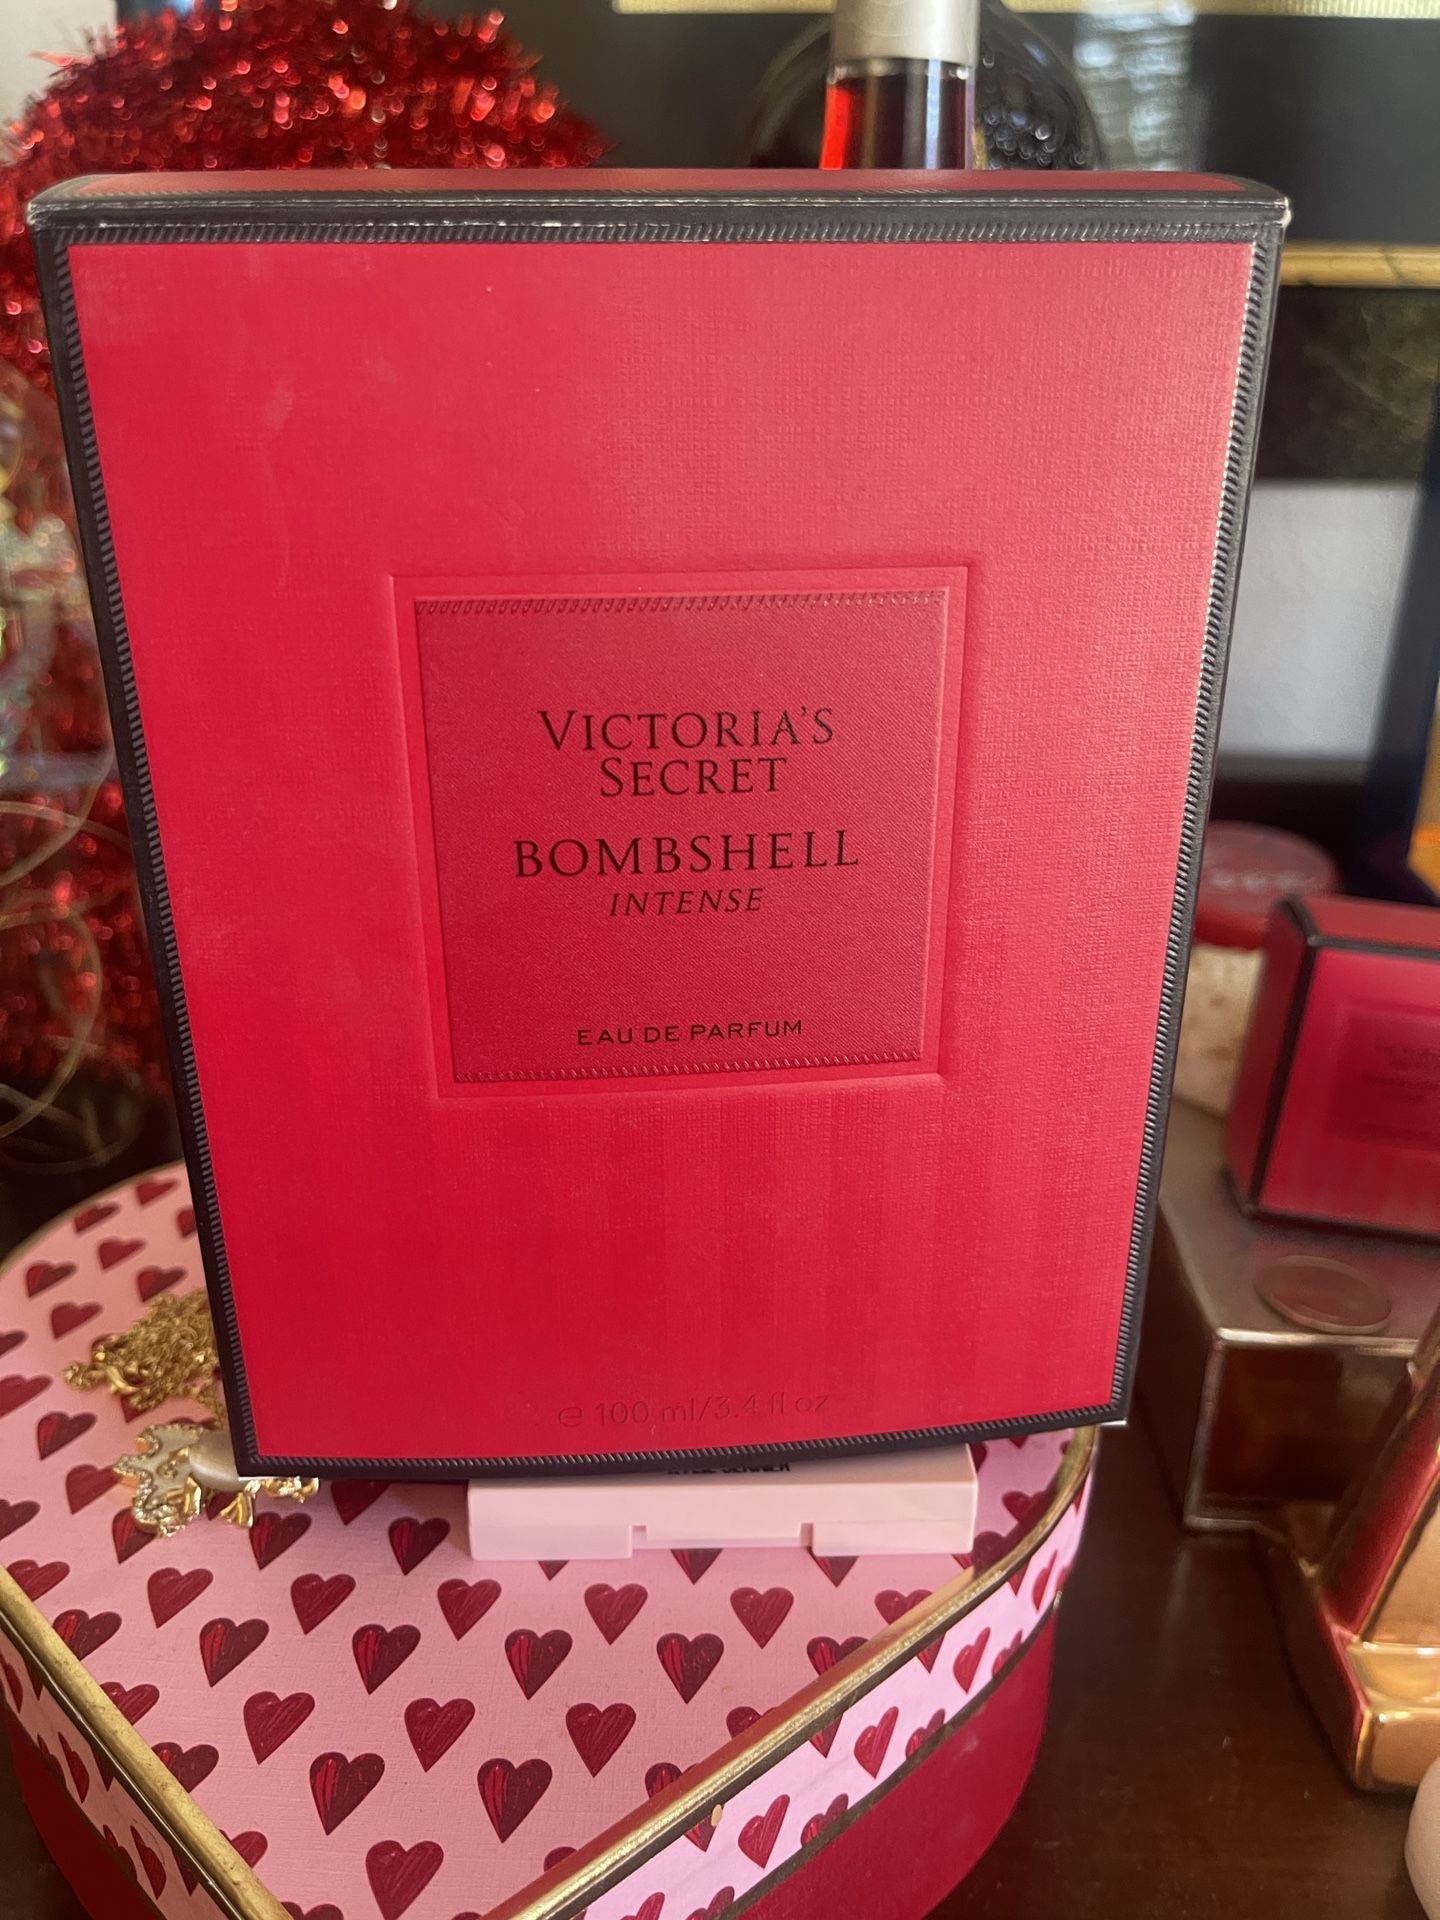 VICTORIA'S
SECRET
BOMBSHELL
INTENSE
EAU DE PARFUM
℮ 100 ml/3.4 fl oz